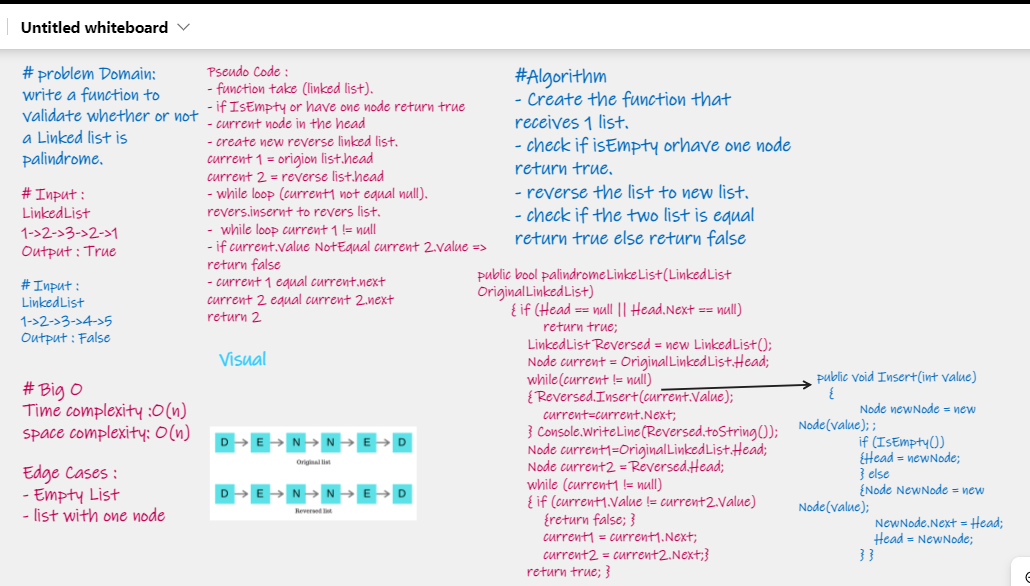 Untitled whiteboard
# problem Domain:
write a function to
validate whether or not
a Linked list is
palindrome.
# Input :
LinkedList
1->2->3->2->1
Output : True
# Input :
LinkedList
1->2->3->4->5
Output : False
# Big O
Time complexity :O(n)
space complexity: O(n)
Edge Cases :
- Empty List
- list with one node
Pseudo Code :
- function take (linked list).
- if IsEmpty or have one node return true
- current node in the head
- create new reverse linked list.
current 1 = origion list.head
current 2 = reverse list.head
- while loop (current1 not equal null).
revers.insernt to revers list.
- while loop current 1 != null
- if current.value NotEqual current 2.value =>
return false
- current 1 equal current.next
current 2 equal current 2.next
return 2
Visual
D E N N E D
Original list
D E N N E D
Reversed list
#Algorithm
- Create the function that
receives 1 list.
- check if isEmpty orhave one node
return true.
- reverse the list to new list.
- check if the two list is equal
return true else return false
public bool palindromeLinkeList(LinkedList
OriginalLinkedList)
{ if (Head == null || Head.Next == null)
return true;
LinkedList Reversed = new LinkedList();
Node current = OriginalLinkedList.Head;
while(current != null)
{ Reversed.Insert(current.Value);
current=current.Next;
} Console.WriteLine(Reversed.toString());
Node current1=OriginalLinkedList.Head;
Node current2 =Reversed.Head;
while (current1 != null)
{ if (current1.Value != current2.Value)
{return false; }
current1 = current1.Next;
current2 = current2.Next;}
return true; }
public void Insert(int value)
{
Node newNode = new
Node(value); ;
if (IsEmpty())
{Head = newNode;
} else
{Node NewNode = new
Node(value);
NewNode.Next = Head;
Head = NewNode;
} }